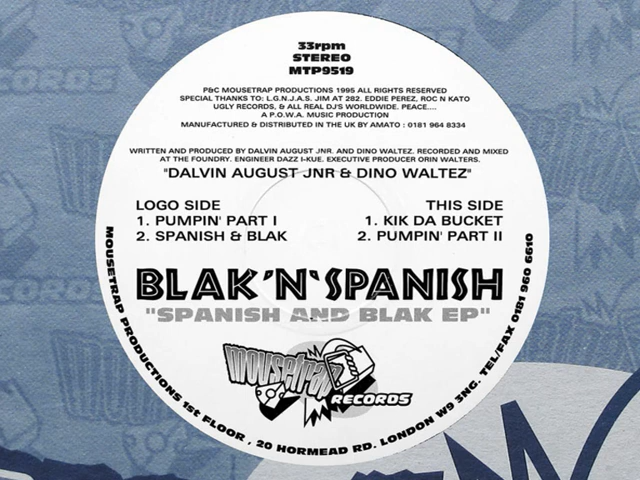 33rpm
STEREO
MTP9519
P&C MOUSETRAP PRODUCTIONS 1995 ALL RIGHTS RESERVED
SPECIAL THANKS TO: L.G.N.J.A.S. JIM AT 282. EDDIE PEREZ, ROC N KATO
UGLY RECORDS, & ALL REAL DJ'S WORLDWIDE. PEACE....
A P.O.W.A. MUSIC PRODUCTION
MANUFACTURED & DISTRIBUTED IN THE UK BY AMATO : 0181 964 8334
WRITTEN AND PRODUCED BY DALVIN AUGUST JNR. AND DINO WALTEZ. RECORDED AND MIXED
AT THE FOUNDRY. ENGINEER DAZZ I-KUE. EXECUTIVE PRODUCER ORIN WALTERS.
"DALVIN AUGUST JNR & DINO WALTEZ"
LOGO SIDE
1. PUMPIN' PART I
2. SPANISH & BLAK
THIS SIDE
1. KIK DA BUCKET
2. PUMPIN' PART II
BLAK 'N' SPANISH
"SPANISH AND BLAK EP"
mousetrap
RECORDS
MOUSETRAP PRODUCTIONS 1ST FLOOR , 20 HORMEAD RD. LONDON W9 3NG. TEL/FAX 0181 960 6610